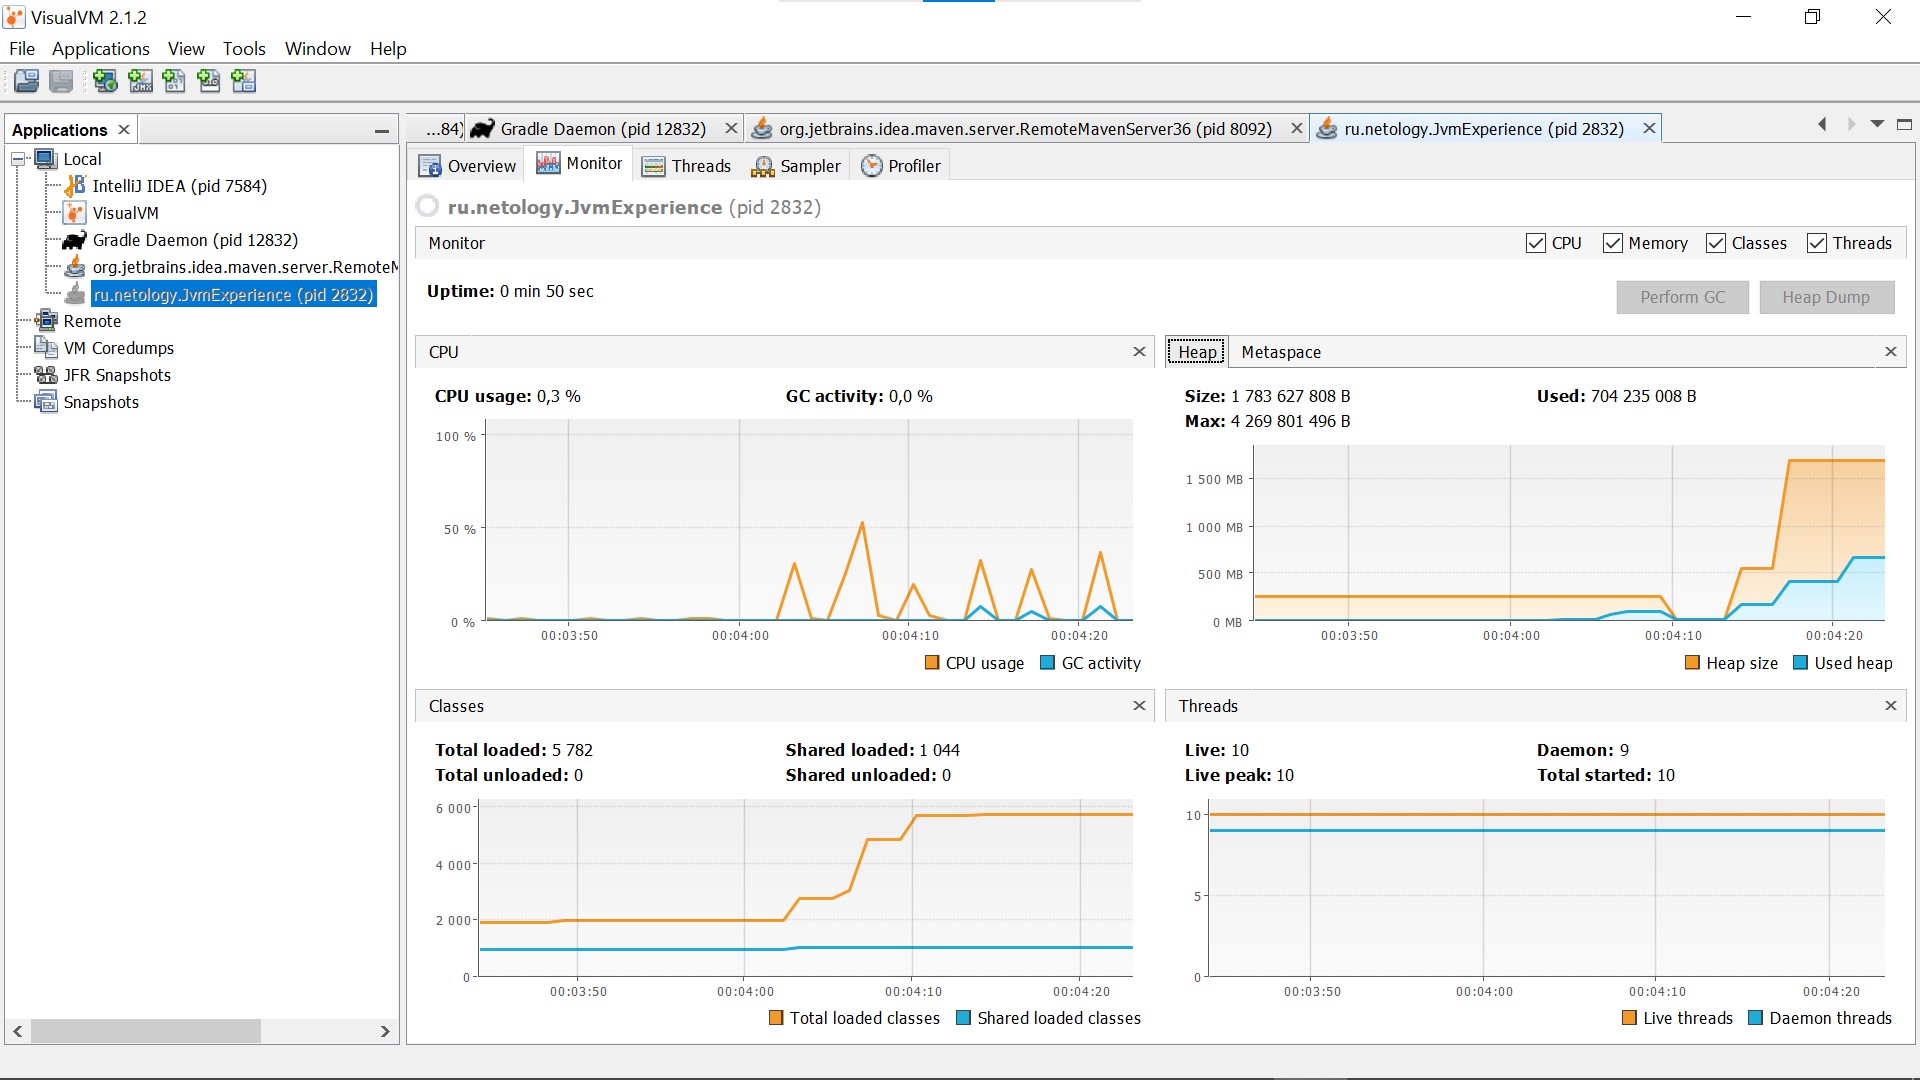 VisualVM 2.1.2
File Applications View Tools Window Help
Applications
Local
IntelliJ IDEA (pid 7584)
VisualVM
Gradle Daemon (pid 12832)
org.jetbrains.idea.maven.server.RemoteM
ru.netology.JvmExperience (pid 2832)
Remote
VM Coredumps
JFR Snapshots
Snapshots
...84) Gradle Daemon (pid 12832) org.jetbrains.idea.maven.server.RemoteMavenServer36 (pid 8092) ru.netology.JvmExperience (pid 2832)
Overview Monitor Threads Sampler Profiler
ru.netology.JvmExperience (pid 2832)
Monitor CPU Memory Classes Threads
Uptime: 0 min 50 sec Perform GC Heap Dump
CPU
CPU usage: 0,3 % GC activity: 0,0 %
100 %
50 %
0 %
00:03:50 00:04:00 00:04:10 00:04:20
CPU usage GC activity
Heap Metaspace
Size: 1 783 627 808 B Used: 704 235 008 B
Max: 4 269 801 496 B
1 500 MB
1 000 MB
500 MB
0 MB
00:03:50 00:04:00 00:04:10 00:04:20
Heap size Used heap
Classes
Total loaded: 5 782 Shared loaded: 1 044
Total unloaded: 0 Shared unloaded: 0
6 000
4 000
2 000
0
00:03:50 00:04:00 00:04:10 00:04:20
Total loaded classes Shared loaded classes
Threads
Live: 10 Daemon: 9
Live peak: 10 Total started: 10
10
5
0
00:03:50 00:04:00 00:04:10 00:04:20
Live threads Daemon threads